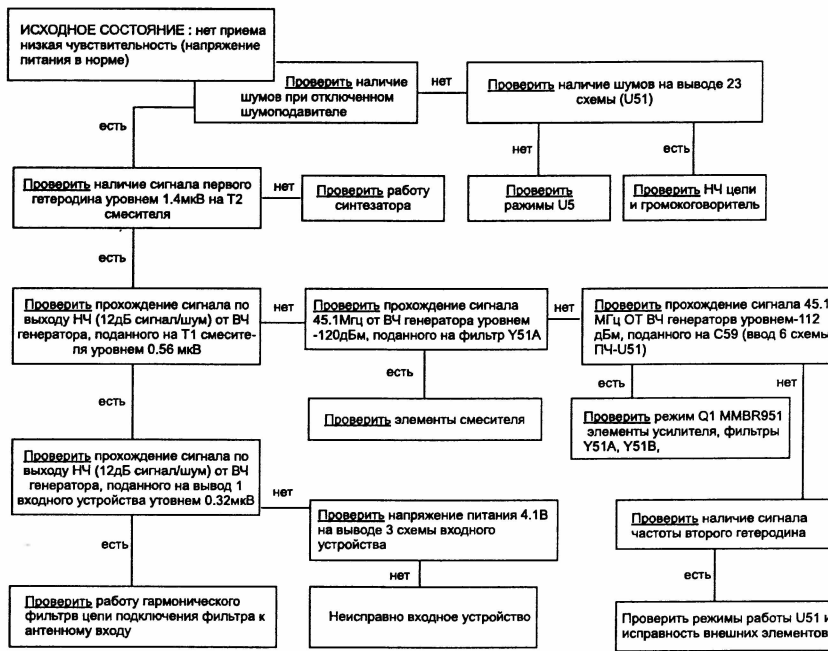 ИСХОДНОЕ СОСТОЯНИЕ : нет приема
низкая чувствительность (напряжение
питания в норме)
Проверить наличие
шумов при отключенном
шумоподавителе
нет
Проверить наличие шумов на выводе 23
схемы (U51)
есть
нет
есть
Проверить наличие сигнала первого
гетеродина уровнем 1.4мкВ на Т2
смесителя
нет
Проверить работу
синтезатора
Проверить
ражимы U5
Проверить НЧ цепи
и громокоговоритель
есть
Проверить прохождение сигнала по
выходу НЧ (12дБ сигнал/шум) от ВЧ
генератора, поданного на Т1 смесите-
ля уровнем 0.56 мкВ
нет
Проверить прохождение сигнала
45.1Мгц от ВЧ генератора уровнем
-120дБм, поданного на фильтр Y51A
нет
Проверить прохождение сигнала 45.1
МГц ОТ ВЧ генераторв уровнем-112
дБм, поданного на С59 (ввод 6 схемы
ПЧ-U51)
есть
есть
есть
нет
Проверить элементы смесителя
Проверить режим Q1 MMBR951
элементы усилителя, фильтры
Y51A, Y51B,
Проверить прохождение сигнала по
выходу НЧ (12дБ сигнал/шум) от ВЧ
генератора, поданного на вывод 1
входного устройства утовнем 0.32мкВ
нет
Проверить напряжение питания 4.1В
на выводе 3 схемы входного
устройства
Проверить наличие сигнала
частоты второго гетеродина
есть
нет
есть
Проверить работу гармонического
фильтрв цепи подключения фильтра к
антенному входу
Неисправно входное устройство
Проверить режимы работы U51 и
исправность внешних элементов